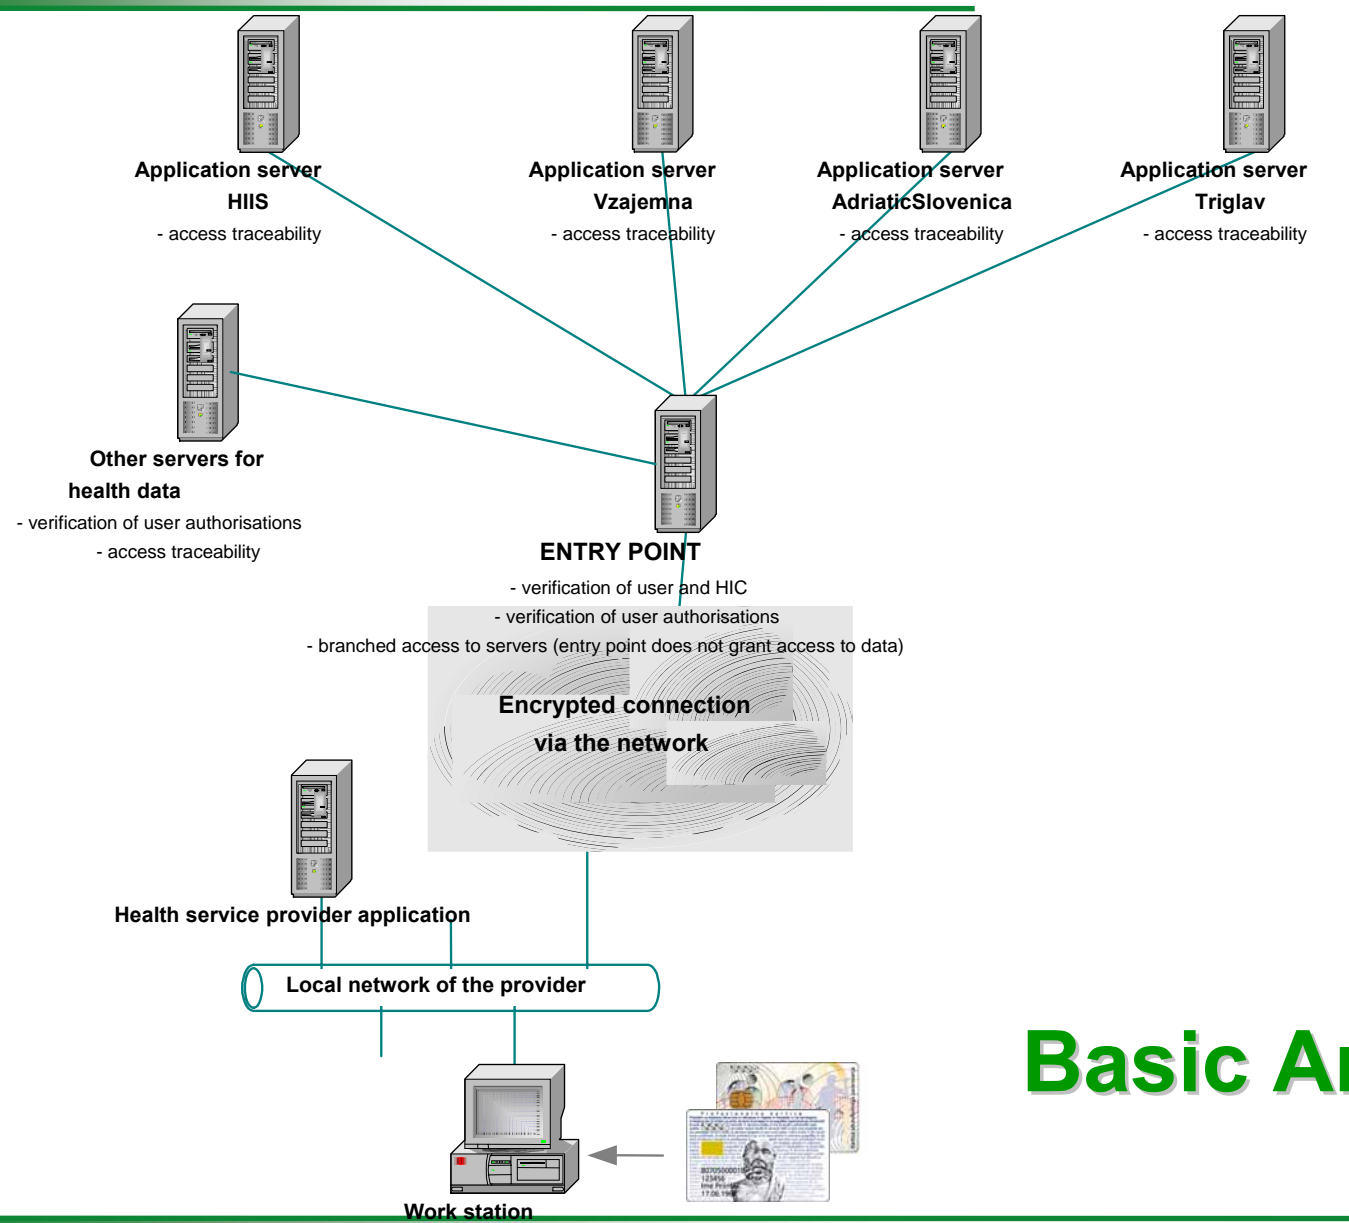 Application server
HIIS
- access traceability
Application server
Vzajemna
- access traceability
Application server
AdriaticSlovenica
- access traceability
Application server
Triglav
- access traceability
Other servers for
health data
- verification of user authorisations
- access traceability
ENTRY POINT
- verification of user and HIC
- verification of user authorisations
- branched access to servers (entry point does not grant access to data)
Encrypted connection
via the network
Health service provider application
Local network of the provider
Basic Ar
Work station
123456